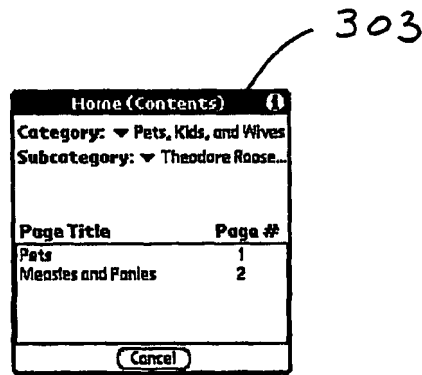 303
Home (Contents) i
Category: ▼ Pets, Kids, and Wives
Subcategory: ▼ Theodore Roose...
Page Title Page #
Pets 1
Measles and Ponies 2
Cancel